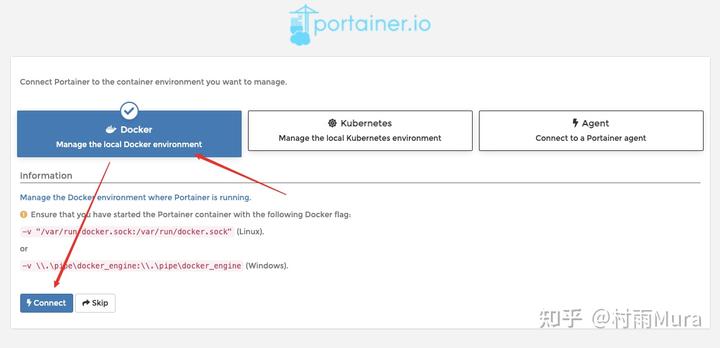 portainer.io
Connect Portainer to the container environment you want to manage.
Docker
Manage the local Docker environment
Kubernetes
Manage the local Kubernetes environment
Agent
Connect to a Portainer agent
Information
Manage the Docker environment where Portainer is running.
Ensure that you have started the Portainer container with the following Docker flag:
-v "/var/run/docker.sock:/var/run/docker.sock" (Linux).
or
-v \\.\pipe\docker_engine:\\.\pipe\docker_engine (Windows).
Connect
Skip
知乎 @村雨Mura